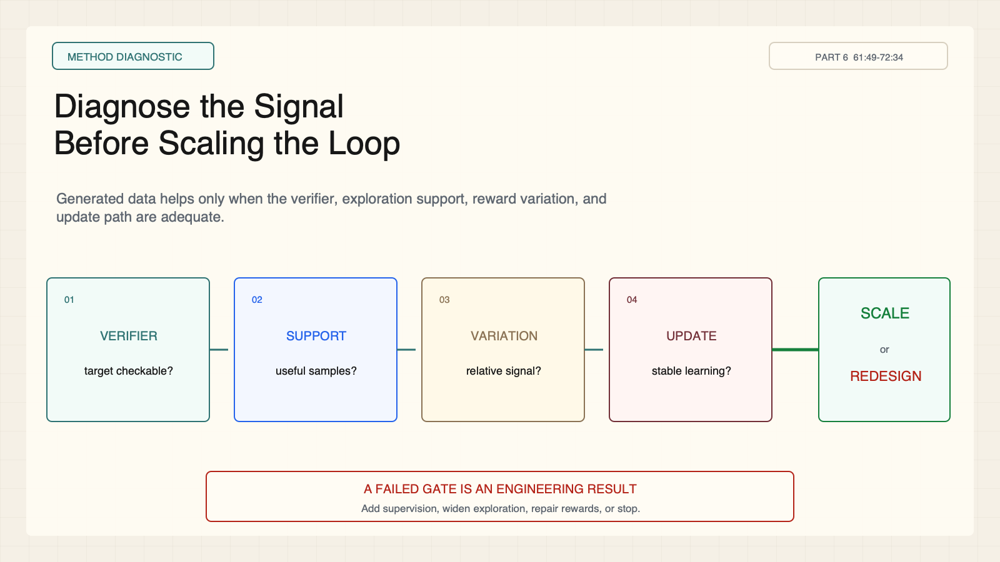 METHOD DIAGNOSTIC
PART 6  61:49-72:34
Diagnose the Signal
Before Scaling the Loop
Generated data helps only when the verifier, exploration support, reward variation, and
update path are adequate.
01
VERIFIER
target checkable?
02
SUPPORT
useful samples?
03
VARIATION
relative signal?
04
UPDATE
stable learning?
SCALE
or
REDESIGN
A FAILED GATE IS AN ENGINEERING RESULT
Add supervision, widen exploration, repair rewards, or stop.